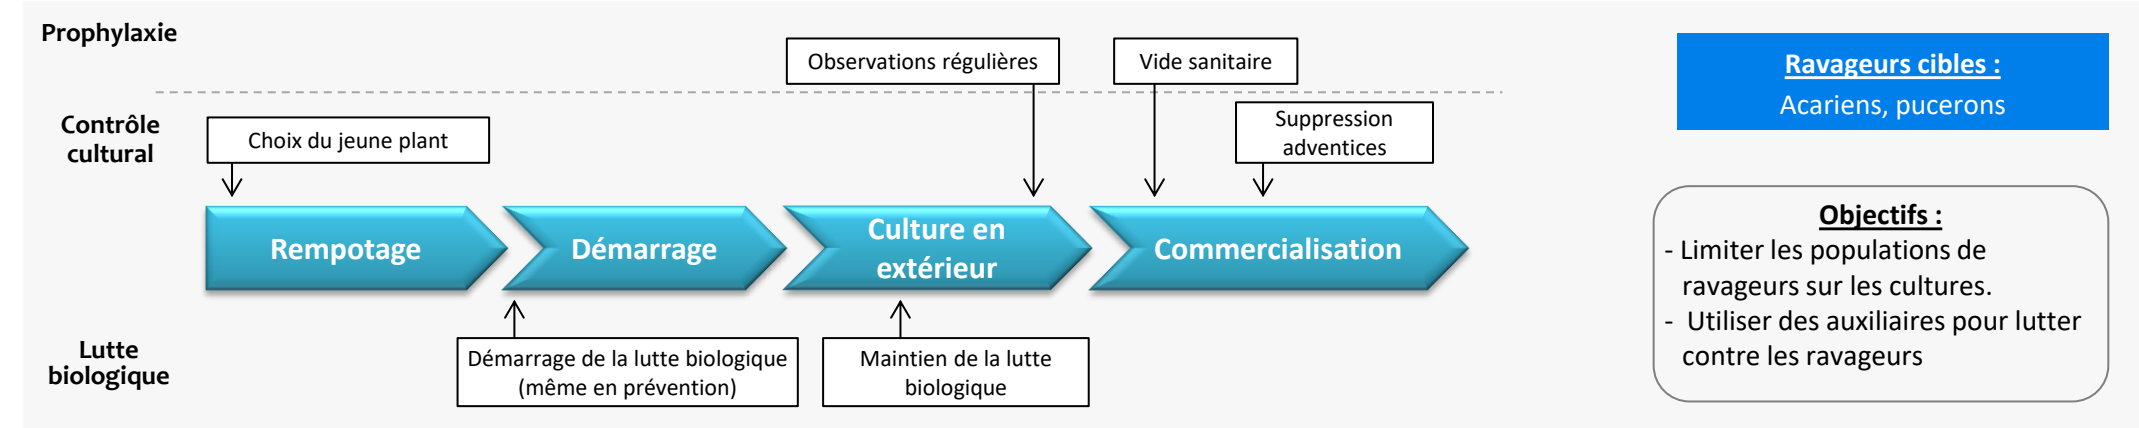 Prophylaxie
Observations régulières
Vide sanitaire
Contrôle
cultural
Choix du jeune plant
Suppression
adventices
Rempotage
Démarrage
Culture en
extérieur
Commercialisation
Lutte
biologique
Démarrage de la lutte biologique
(même en prévention)
Maintien de la lutte
biologique
Ravageurs cibles :
Acariens, pucerons
Objectifs :
- Limiter les populations de
ravageurs sur les cultures.
- Utiliser des auxiliaires pour lutter
contre les ravageurs